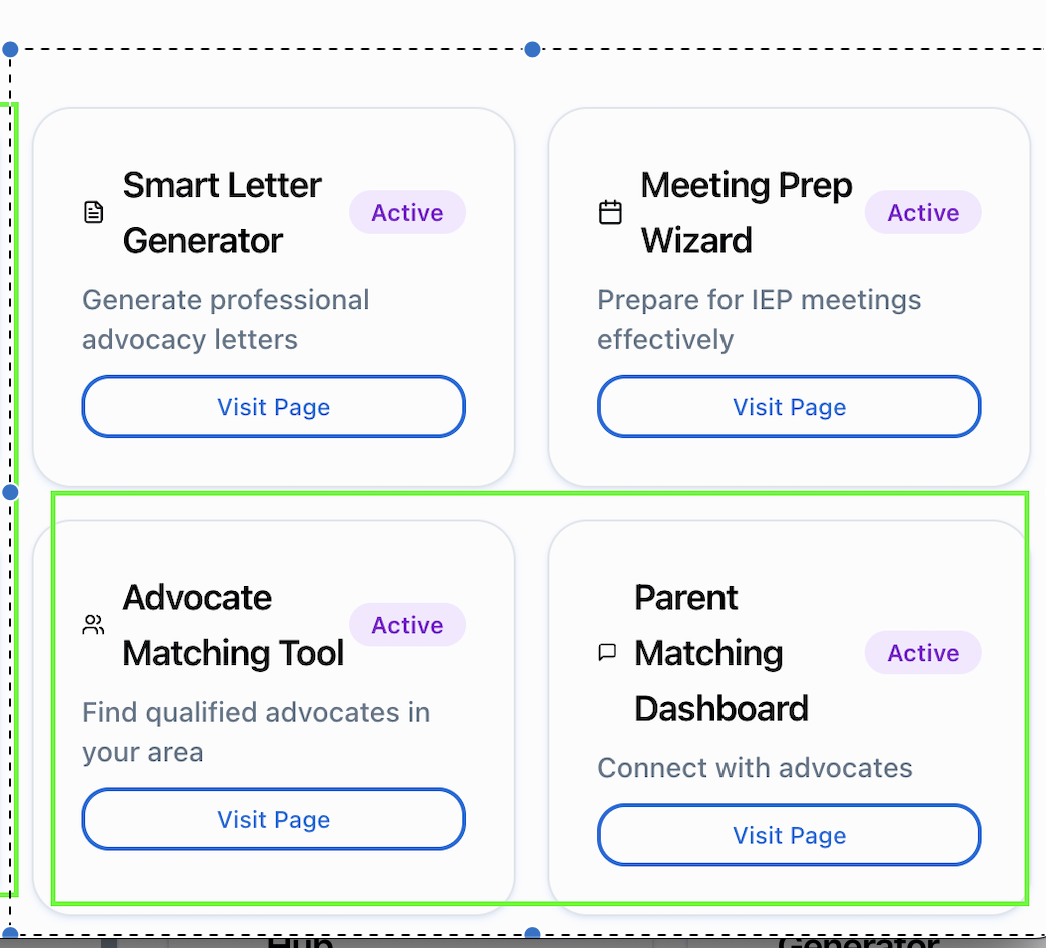 Smart Letter
Generator
Active
Generate professional
advocacy letters
Visit Page
Meeting Prep
Wizard
Active
Prepare for IEP meetings
effectively
Visit Page
Advocate
Matching Tool
Active
Find qualified advocates in
your area
Visit Page
Parent
Matching
Dashboard
Active
Connect with advocates
Visit Page
Hub
Generator